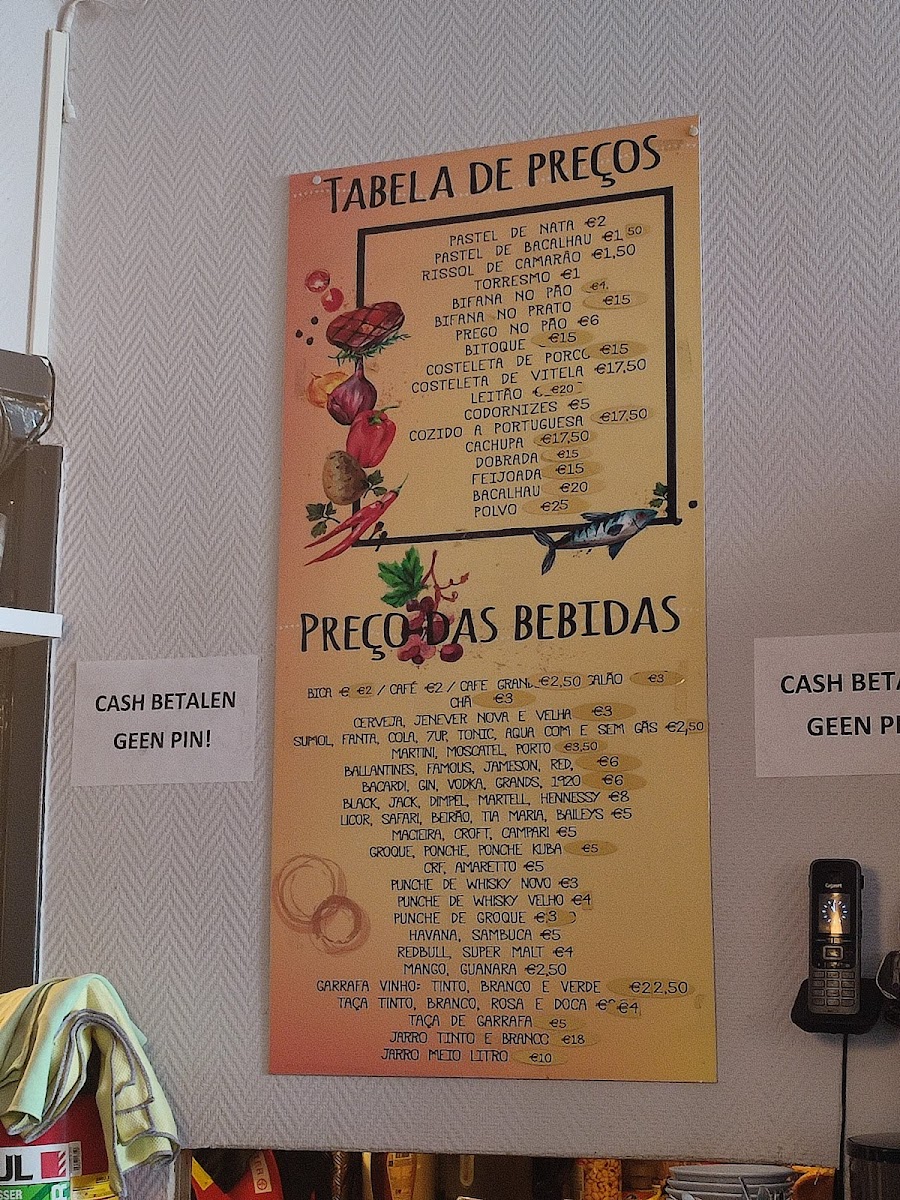 TABELA DE PREÇOS
PASTEL DE NATA €2
PASTEL DE BACALHAU €1,50
RISSOL DE CAMARÃO €1,50
TORRESMO €1
BIFANA NO PÃO €4,
BIFANA NO PRATO €15
PREGO NO PÃO €6
BITOQUE €15
COSTELETA DE PORCO €15
COSTELETA DE VITELA €17,50
LEITÃO €20
CODORNIZES €5
COZIDO A PORTUGUESA €17,50
CACHUPA €17,50
DOBRADA €15
FEIJOADA €15
BACALHAU €20
POLVO €25
PREÇO DAS BEBIDAS
BICA € €2 / CAFÉ €2 / CAFE GRAND €2,50 GALÃO €3
CHÁ €3
CERVEJA, JENEVER NOVA E VELHA €3
SUMOL, FANTA, COLA, 7UP, TONIC, AQUA COM E SEM GÁS €2,50
MARTINI, MOSCATEL, PORTO €3,50
BALLANTINES, FAMOUS, JAMESON, RED, €6
BACARDI, GIN, VODKA, GRANDS, 1920 €6
BLACK, JACK, DIMPEL, MARTELL, HENNESSY €8
LICOR, SAFARI, BEIRÃO, TIA MARIA, BAILEYS €5
MACIEIRA, CROFT, CAMPARI €5
GROQUE, PONCHE, PONCHE KUBA €5
CRF, AMARETTO €5
PUNCHE DE WHISKY NOVO €3
PUNCHE DE WHISKY VELHO €4
PUNCHE DE GROQUE €3
HAVANA, SAMBUCA €5
REDBULL, SUPER MALT €4
MANGO, GUANARA €2,50
GARRAFA VINHO: TINTO, BRANCO E VERDE €22,50
TAÇA TINTO, BRANCO, ROSA E DOCA €4
TAÇA DE GARRAFA €5
JARRO TINTO E BRANCO €18
JARRO MEIO LITRO €10
CASH BETALEN
GEEN PIN!
CASH BETA
GEEN PI
Gigaset
UL
SSER